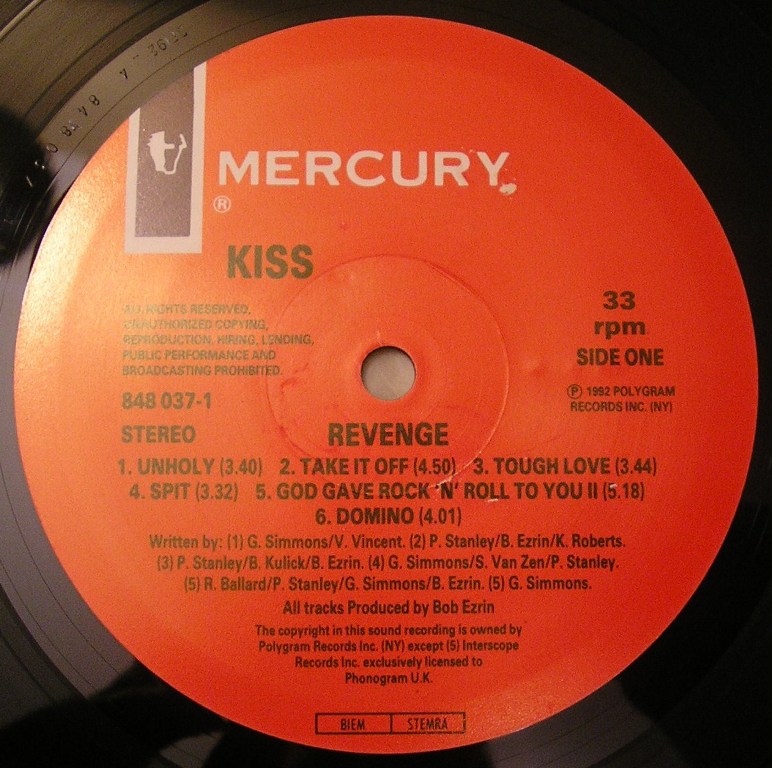 MERCURY
®
KISS
ALL RIGHTS RESERVED.
UNAUTHORIZED COPYING,
REPRODUCTION, HIRING, LENDING,
PUBLIC PERFORMANCE AND
BROADCASTING PROHIBITED.
848 037-1
STEREO
33
rpm
SIDE ONE
℗ 1992 POLYGRAM
RECORDS INC. (NY)
REVENGE
1. UNHOLY (3.40) 2. TAKE IT OFF (4.50) 3. TOUGH LOVE (3.44)
4. SPIT (3.32) 5. GOD GAVE ROCK 'N' ROLL TO YOU II (5.18)
6. DOMINO (4.01)
Written by: (1) G. Simmons/V. Vincent. (2) P. Stanley/B. Ezrin/K. Roberts.
(3) P. Stanley/B. Kulick/B. Ezrin. (4) G. Simmons/S. Van Zen/P. Stanley.
(5) R. Ballard/P. Stanley/G. Simmons/B. Ezrin. (5) G. Simmons.
All tracks Produced by Bob Ezrin
The copyright in this sound recording is owned by
Polygram Records Inc. (NY) except (5) Interscope
Records Inc. exclusively licensed to
Phonogram U.K.
BIEM STEMRA